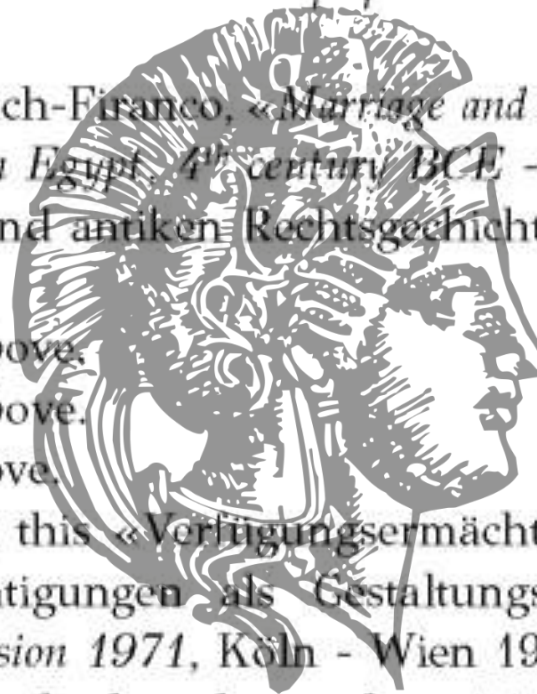 ch-Firanco, «Marriage and
Egypt, 4th century BCE -
nd antiken Rechtsgechicht
ove.
ove.
ove.
this «Verfügungsermächt
tigungen als Gestaltungs
sion 1971, Köln - Wien 19